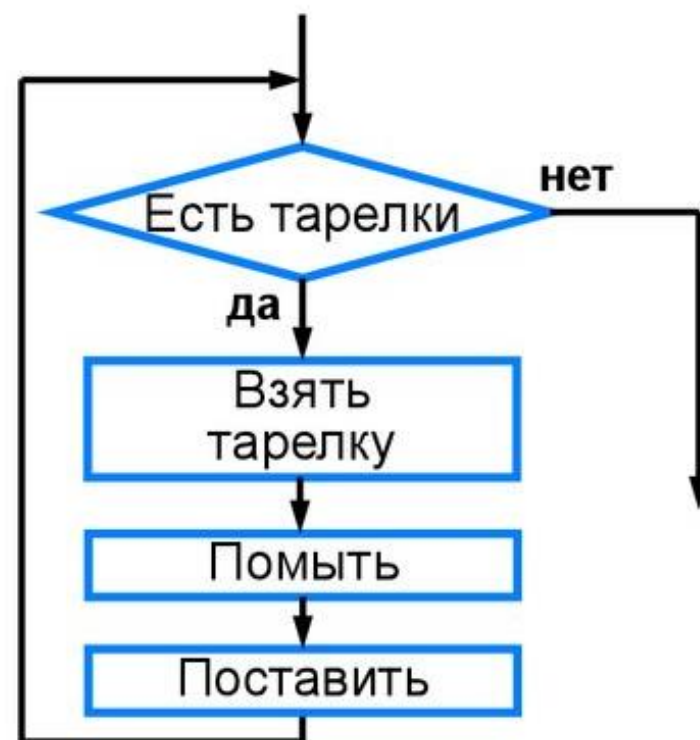 нет
Есть тарелки
да
Взять
тарелку
Помыть
Поставить